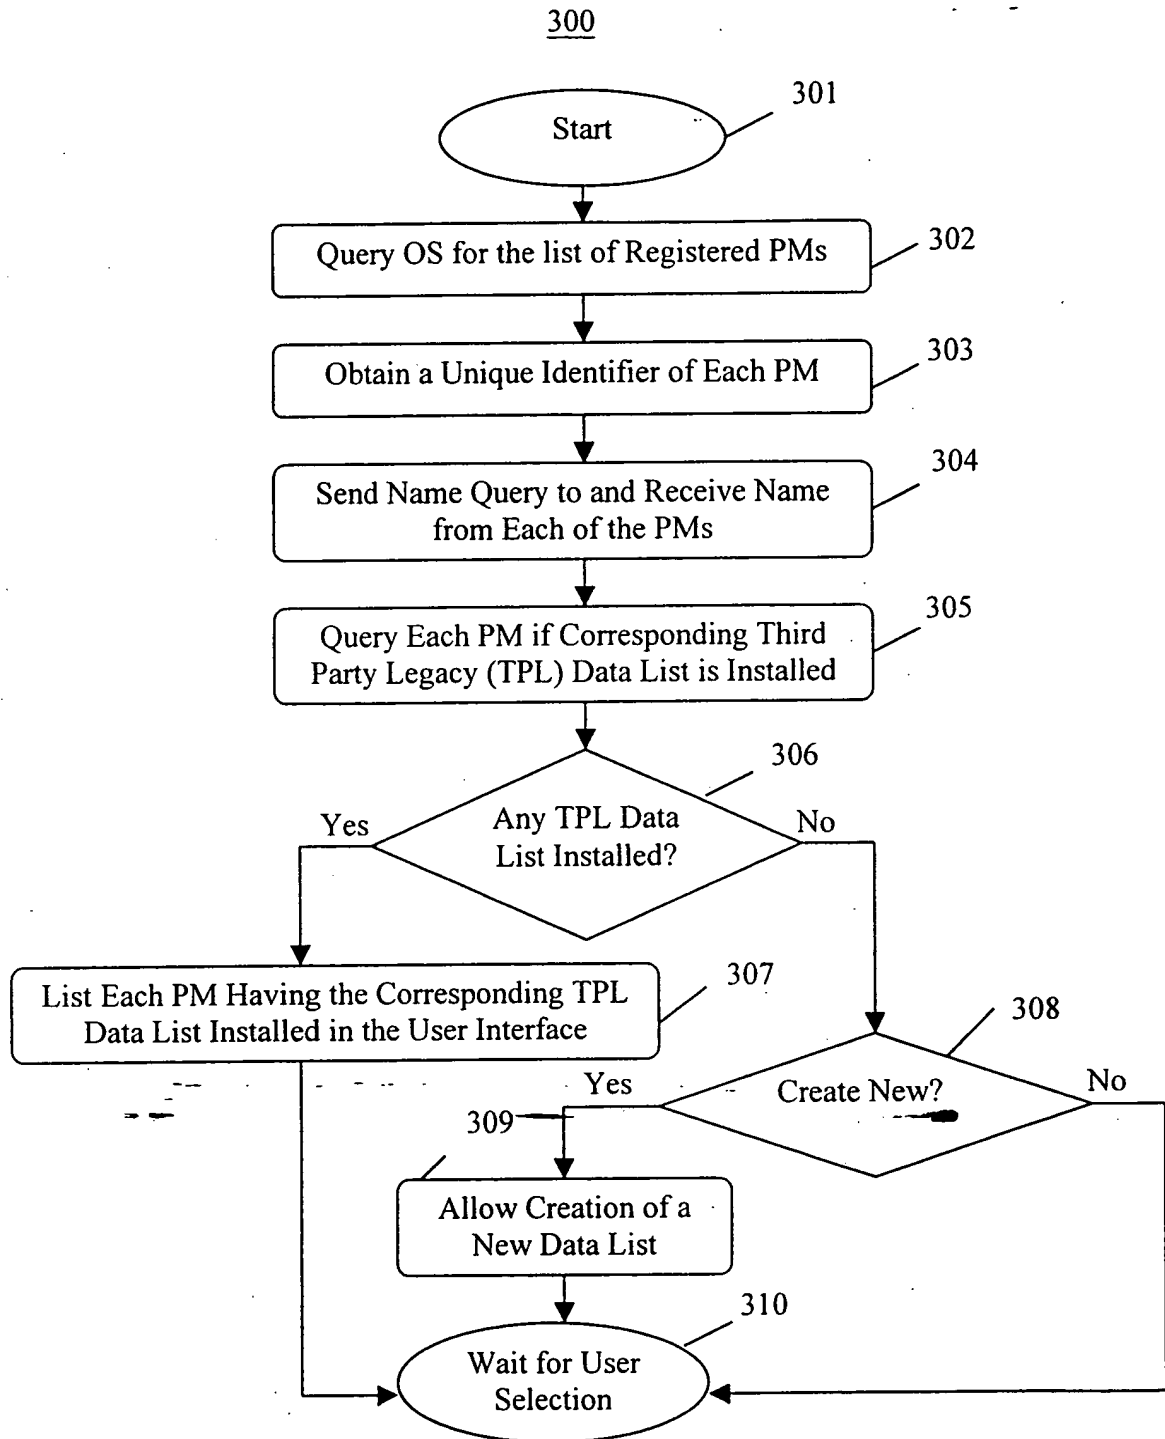 300
301
Start
302
Query OS for the list of Registered PMs
303
Obtain a Unique Identifier of Each PM
304
Send Name Query to and Receive Name
from Each of the PMs
305
Query Each PM if Corresponding Third
Party Legacy (TPL) Data List is Installed
306
Any TPL Data
List Installed?
Yes
No
307
List Each PM Having the Corresponding TPL
Data List Installed in the User Interface
308
Create New?
Yes
No
309
Allow Creation of a
New Data List
310
Wait for User
Selection